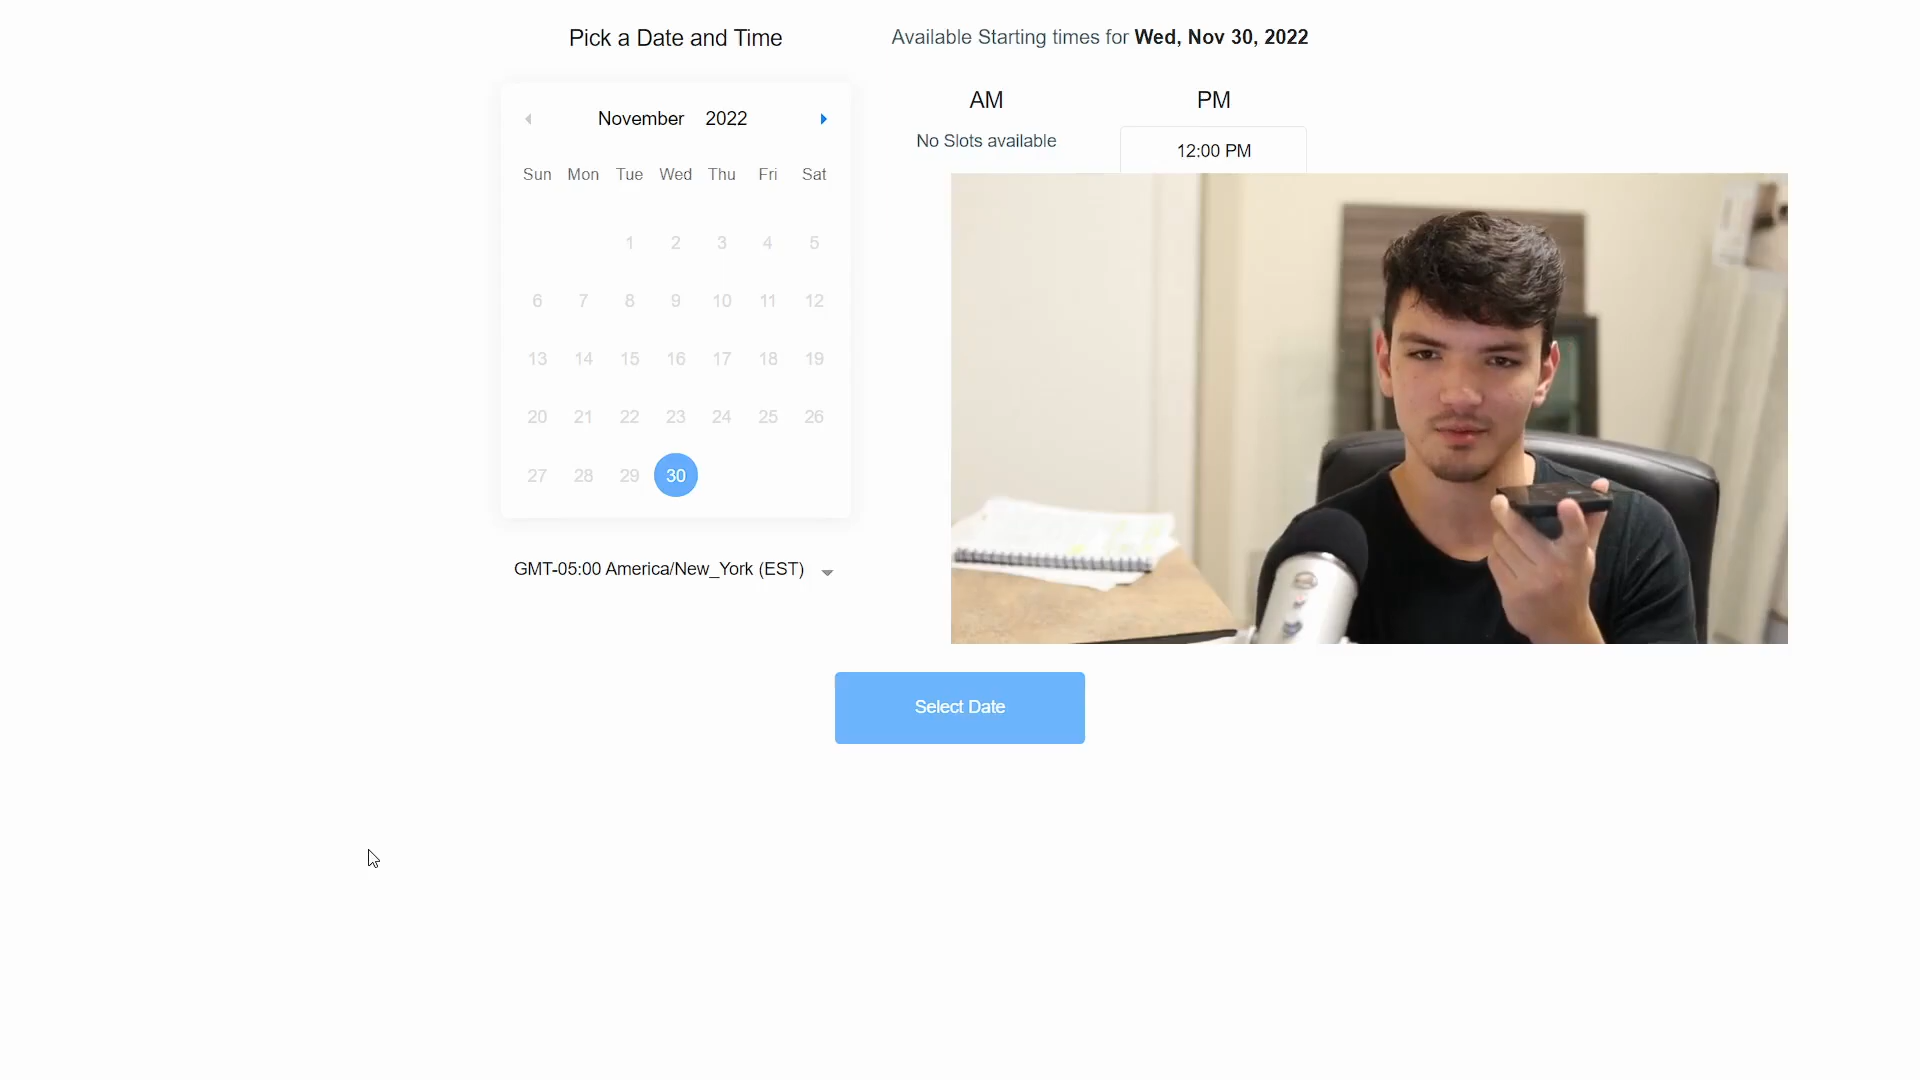 Pick a Date and Time
November 2022
Sun Mon Tue Wed Thu Fri Sat
1 2 3 4 5
6 7 8 9 10 11 12
13 14 15 16 17 18 19
20 21 22 23 24 25 26
27 28 29 30
GMT-05:00 America/New_York (EST)
Available Starting times for Wed, Nov 30, 2022
AM
No Slots available
PM
12:00 PM
Select Date